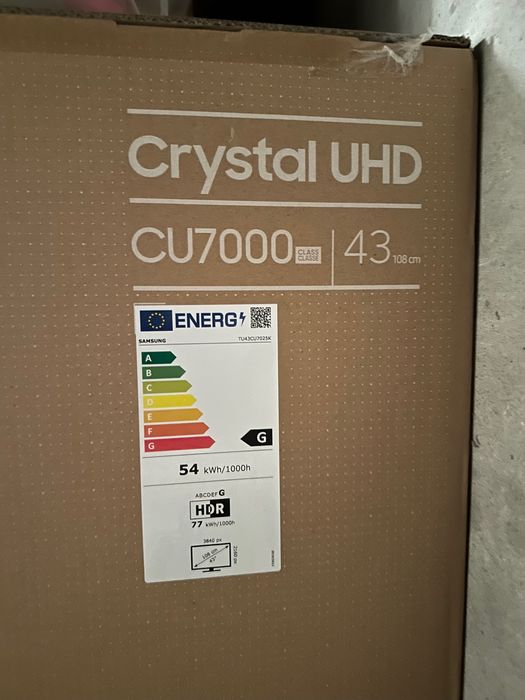 Crystal UHD
CU7000 CLASS CLASSE 43 108 cm
ENERG
SAMSUNG TU43CU7025K
A
B
C
D
E
F
G
G
54 kWh/1000h
ABCDEFG
HDR
77 kWh/1000h
3840 px
108 cm
43"
2160 px